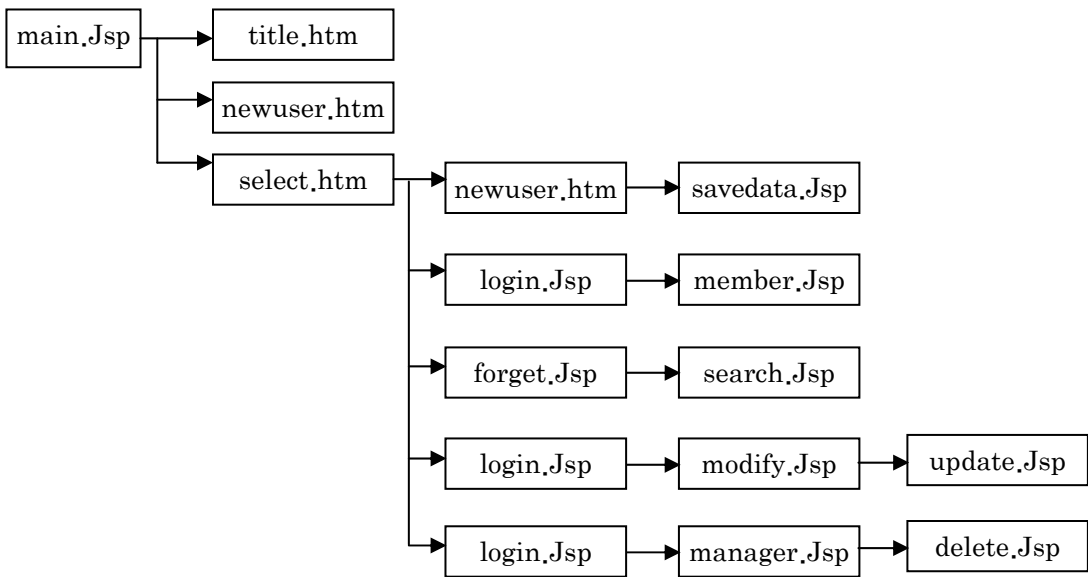 main.Jsp
title.htm
newuser.htm
select.htm
newuser.htm
savedata.Jsp
login.Jsp
member.Jsp
forget.Jsp
search.Jsp
login.Jsp
modify.Jsp
update.Jsp
login.Jsp
manager.Jsp
delete.Jsp